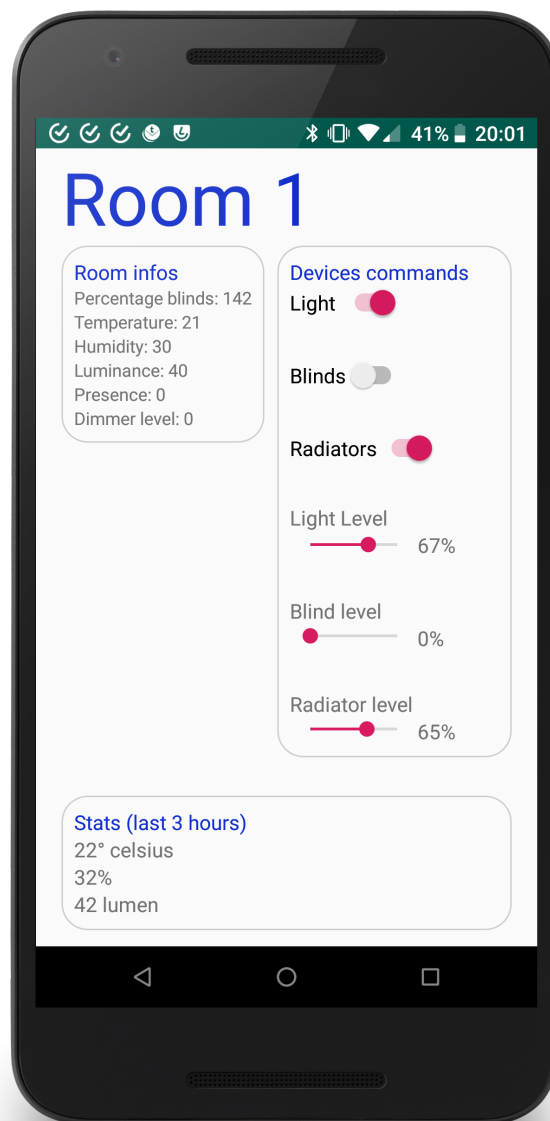 41% 20:01
Room 1
Room infos
Percentage blinds: 142
Temperature: 21
Humidity: 30
Luminance: 40
Presence: 0
Dimmer level: 0
Devices commands
Light
Blinds
Radiators
Light Level
67%
Blind level
0%
Radiator level
65%
Stats (last 3 hours)
22° celsius
32%
42 lumen